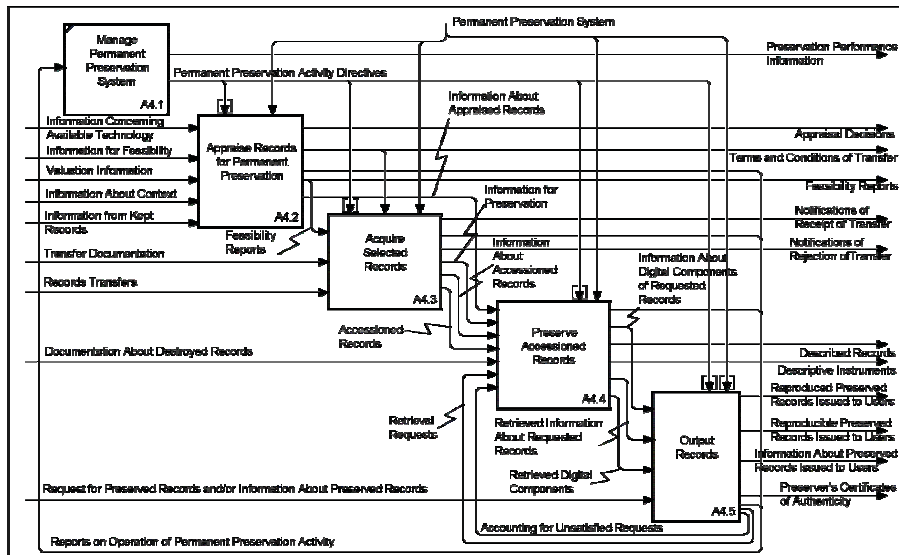 Permanent Preservation System
Manage
Permanent
Preservation
System
A4.1
Preservation Performance
Information
Permanent Preservation Activity Directives
Information About
Appraised Records
Information Concerning
Available Technology
Appraise Records
for Permanent
Preservation
A4.2
Appraisal Decisions
Information for Feasibility
Terms and Conditions of Transfer
Valuation Information
Feasibility Reports
Information About Context
Information for
Preservation
Information from Kept
Records
Feasibility
Reports
Notifications of
Receipt of Transfer
Acquire
Selected
Records
A4.3
Information
About
Accessioned
Records
Information About
Digital Components
of Requested
Records
Notifications of
Rejection of Transfer
Transfer Documentation
Records Transfers
Accessioned
Records
Preserve
Accessioned
Records
A4.4
Documentation About Destroyed Records
Described Records
Descriptive Instruments
Retrieval
Requests
Retrieved Information
About Requested
Records
Retrieved Digital
Components
Output
Records
A4.5
Reproduced Preserved
Records Issued to Users
Reproducible Preserved
Records Issued to Users
Information About Preserved
Records Issued to Users
Request for Preserved Records and/or Information About Preserved Records
Preserver's Certificates
of Authenticity
Accounting for Unsatisfied Requests
Reports on Operation of Permanent Preservation Activity